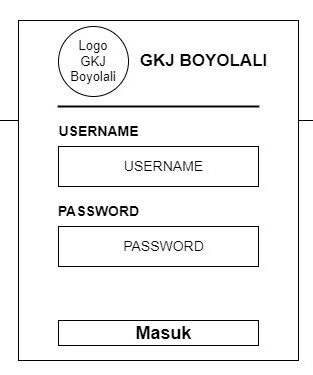 Logo
GKJ
Boyolali
GKJ BOYOLALI
USERNAME
USERNAME
PASSWORD
PASSWORD
Masuk